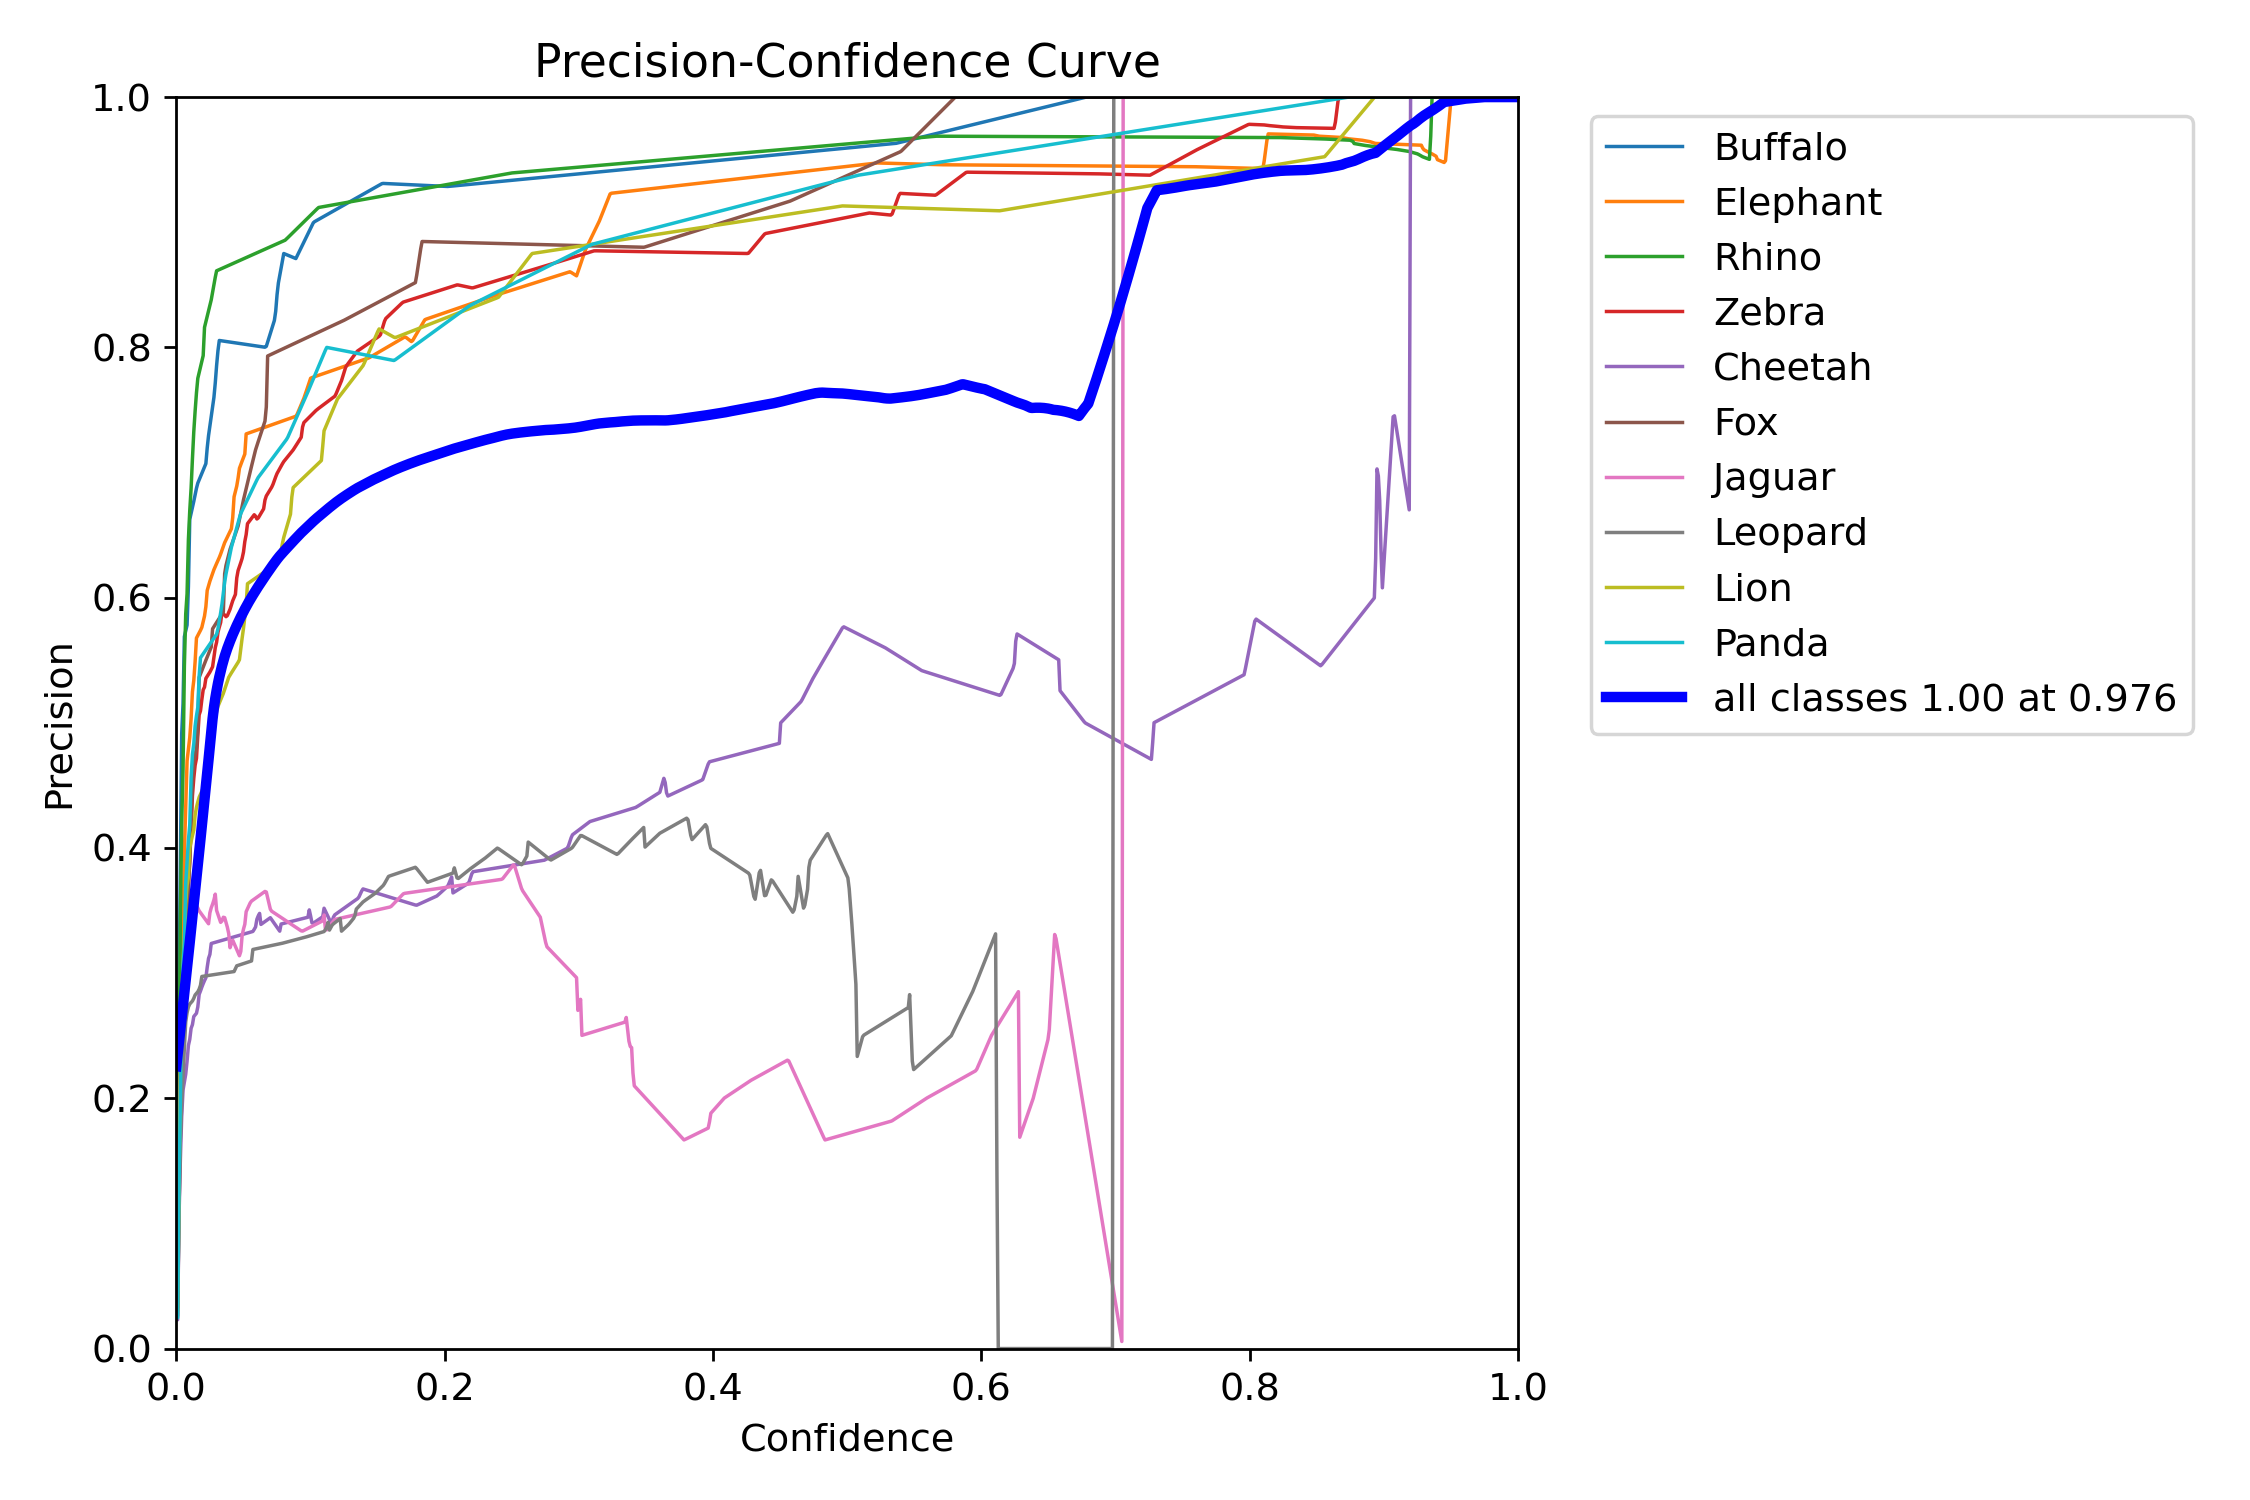 Precision-Confidence Curve
1.0
0.8
0.6
0.4
0.2
0.0
Precision
0.0 0.2 0.4 0.6 0.8 1.0
Confidence
Buffalo
Elephant
Rhino
Zebra
Cheetah
Fox
Jaguar
Leopard
Lion
Panda
all classes 1.00 at 0.976